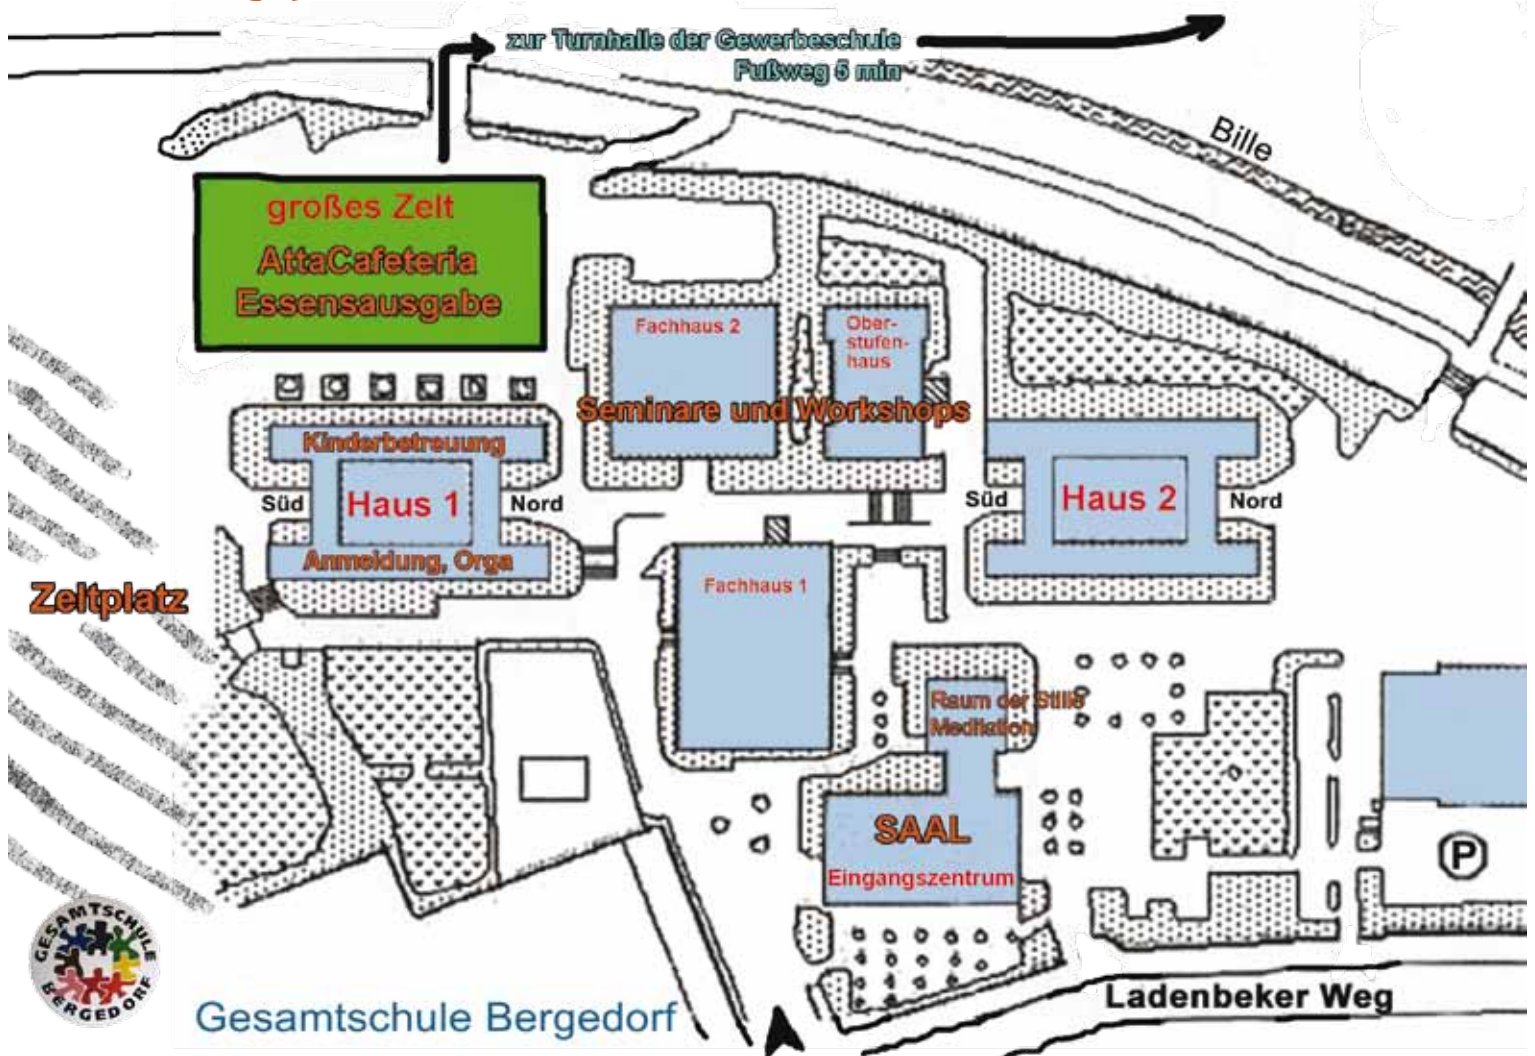 zur Turnhalle der Gewerbeschule
Fußweg 5 min
Bille
großes Zelt
AttaCafeteria
Essensausgabe
Fachhaus 2
Ober-
stufen-
haus
Seminare und Workshops
Kinderbetreuung
Süd
Haus 1
Nord
Anmeldung, Orga
Süd
Haus 2
Nord
Zeltplatz
Fachhaus 1
Raum der Stille
Meditation
SAAL
Eingangszentrum
P
GESAMTSCHULE
BERGEDORF
Gesamtschule Bergedorf
Ladenbeker Weg